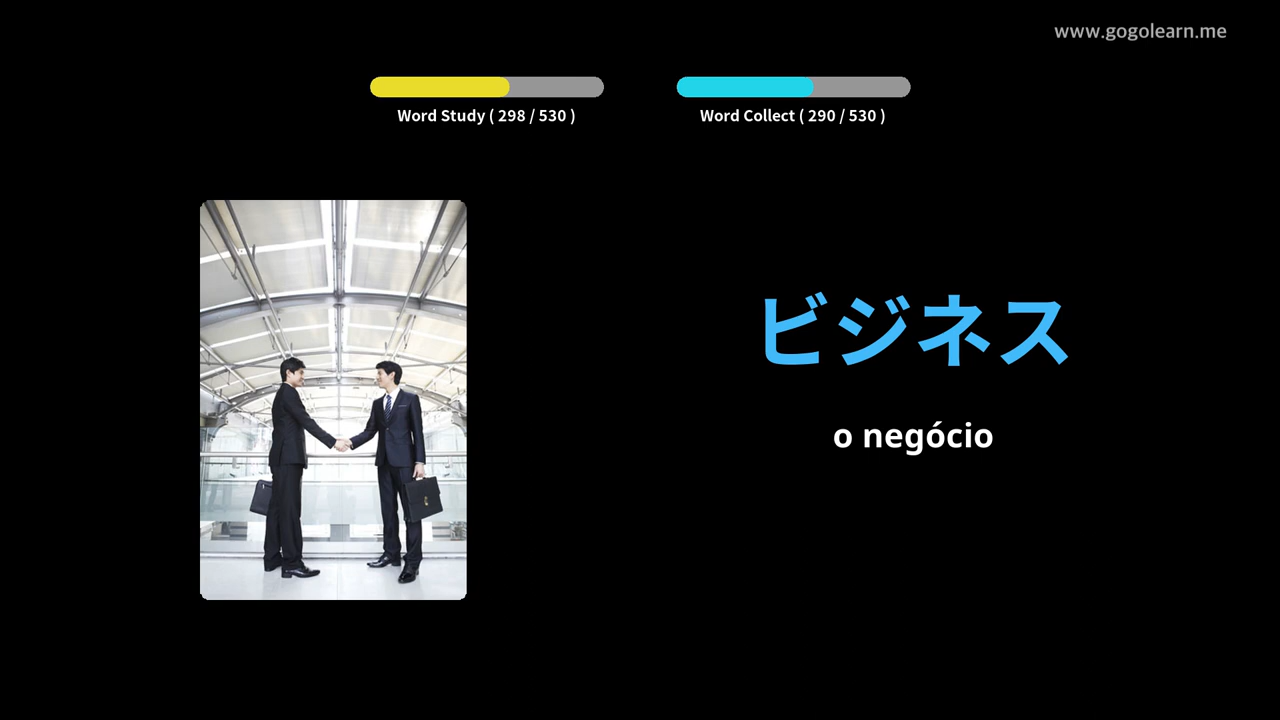 www.gogolearn.me
Word Study ( 298 / 530 )
Word Collect ( 290 / 530 )
ビジネス
o negócio